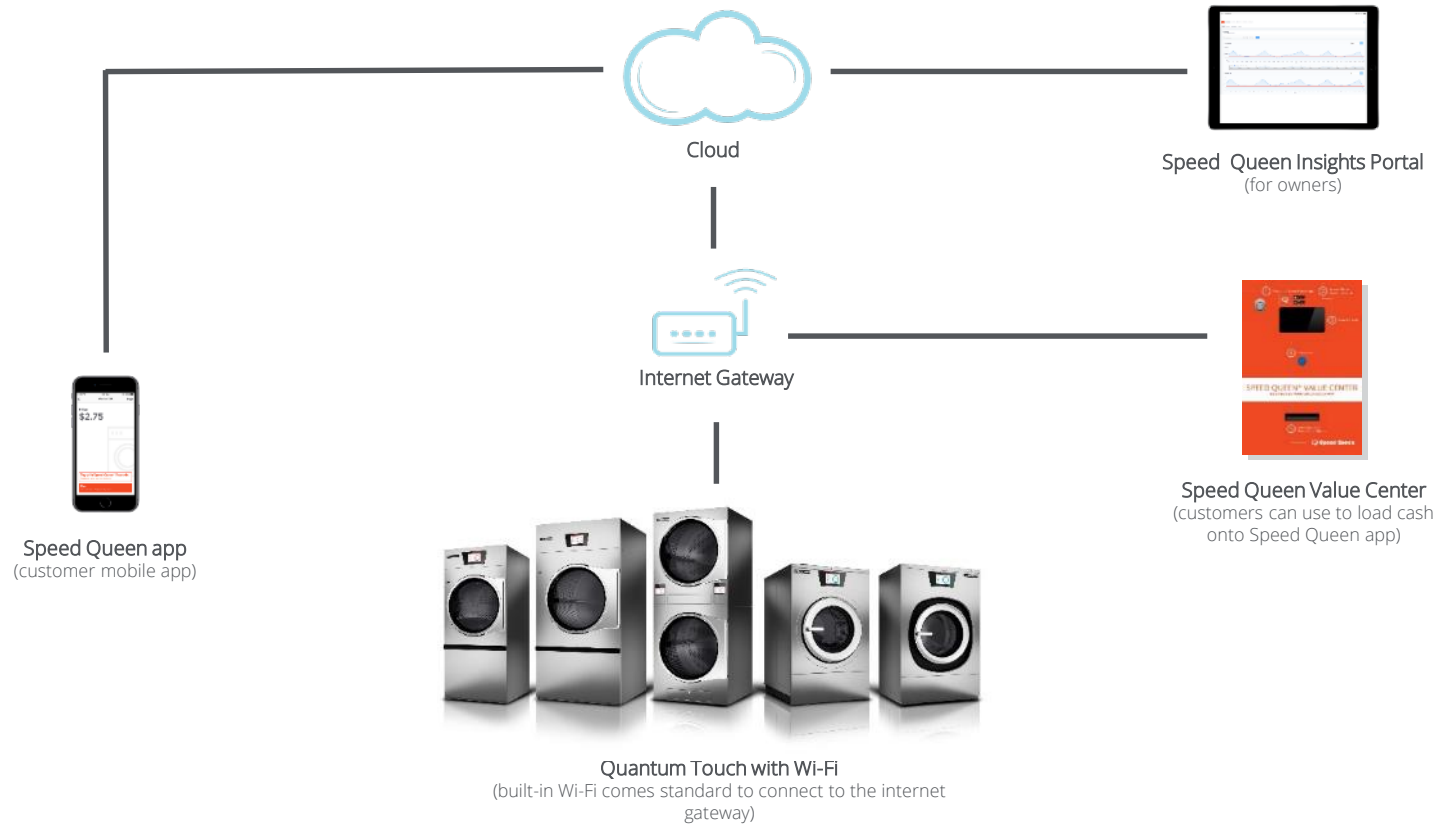 Cloud
Speed Queen Insights Portal
(for owners)
Internet Gateway
$2.75
SPEED QUEEN® VALUE CENTER
Speed Queen
Speed Queen Value Center
(customers can use to load cash
onto Speed Queen app)
Speed Queen app
(customer mobile app)
Quantum Touch with Wi-Fi
(built-in Wi-Fi comes standard to connect to the internet
gateway)